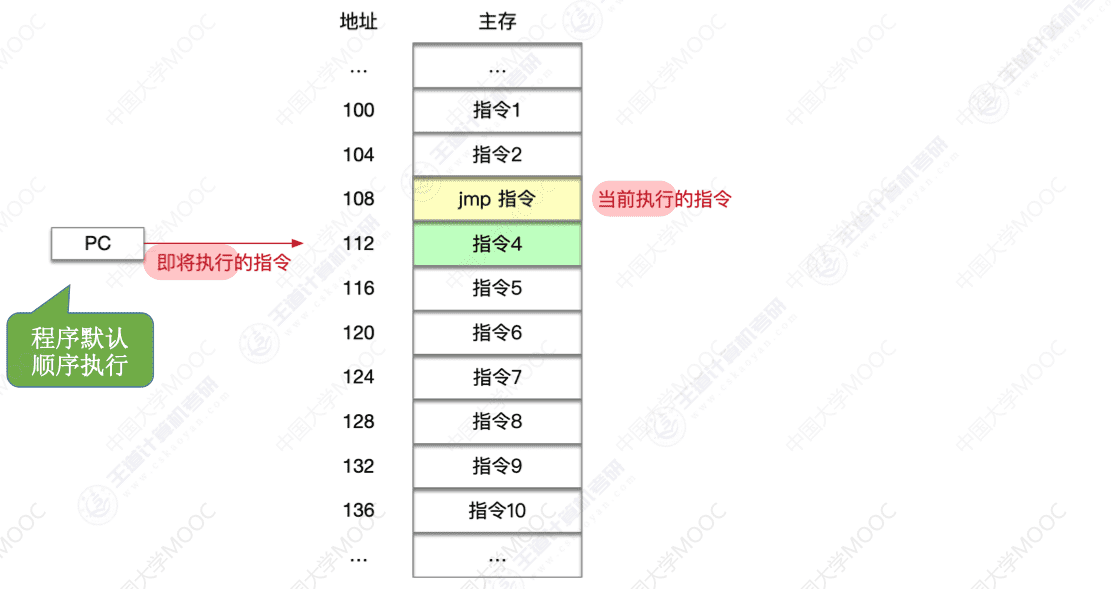 地址 主存
... ...
100 指令1
104 指令2
108 jmp 指令 当前执行的指令
PC 112 指令4
即将执行的指令
116 指令5
程序默认
顺序执行
120 指令6
124 指令7
128 指令8
132 指令9
136 指令10
... ...
中国大学MOOC
王道计算机考研
www.cskaoyan.com